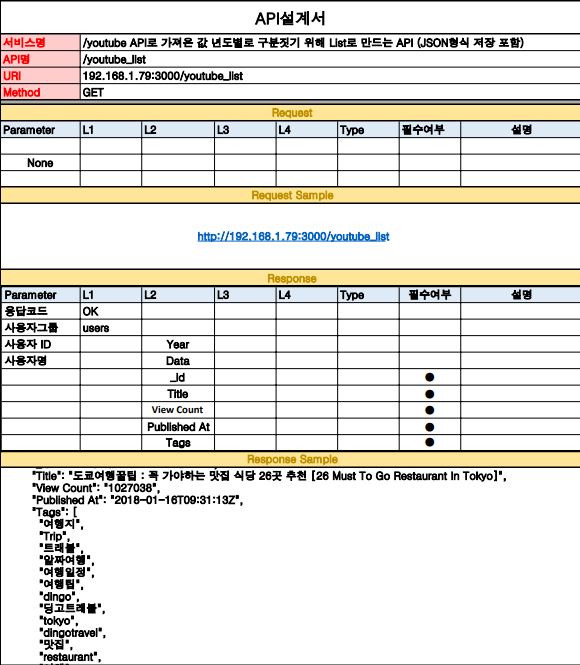 API설계서
서비스명 /youtube API로 가져온 값 년도별로 구분짓기 위해 List로 만드는 API (JSON형식 저장 포함)
API명 /youtube_list
URI 192.168.1.79:3000/youtube_list
Method GET
Request
Parameter L1 L2 L3 L4 Type 필수여부 설명
None
Request Sample
http://192.168.1.79:3000/youtube_list
Response
Parameter L1 L2 L3 L4 Type 필수여부 설명
응답코드 OK
사용자그룹 users
사용자 ID Year
사용자명 Data
_id ●
Title ●
View Count ●
Published At ●
Tags ●
Response Sample
"Title": "도쿄여행꿀팁 : 꼭 가야하는 맛집 식당 26곳 추천 [26 Must To Go Restaurant In Tokyo]",
"View Count": "1027038",
"Published At": "2018-01-16T09:31:13Z",
"Tags": [
"여행지",
"Trip",
"트래블",
"알짜여행",
"여행일정",
"여행팁",
"dingo",
"딩고트래블",
"tokyo",
"dingotravel",
"맛집",
"restaurant",